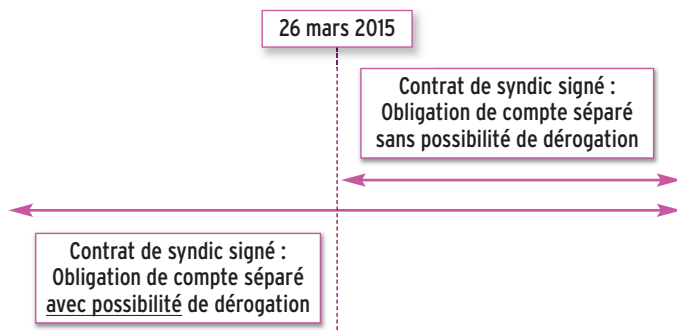 26 mars 2015
Contrat de syndic signé :
Obligation de compte séparé
sans possibilité de dérogation
Contrat de syndic signé :
Obligation de compte séparé
avec possibilité de dérogation